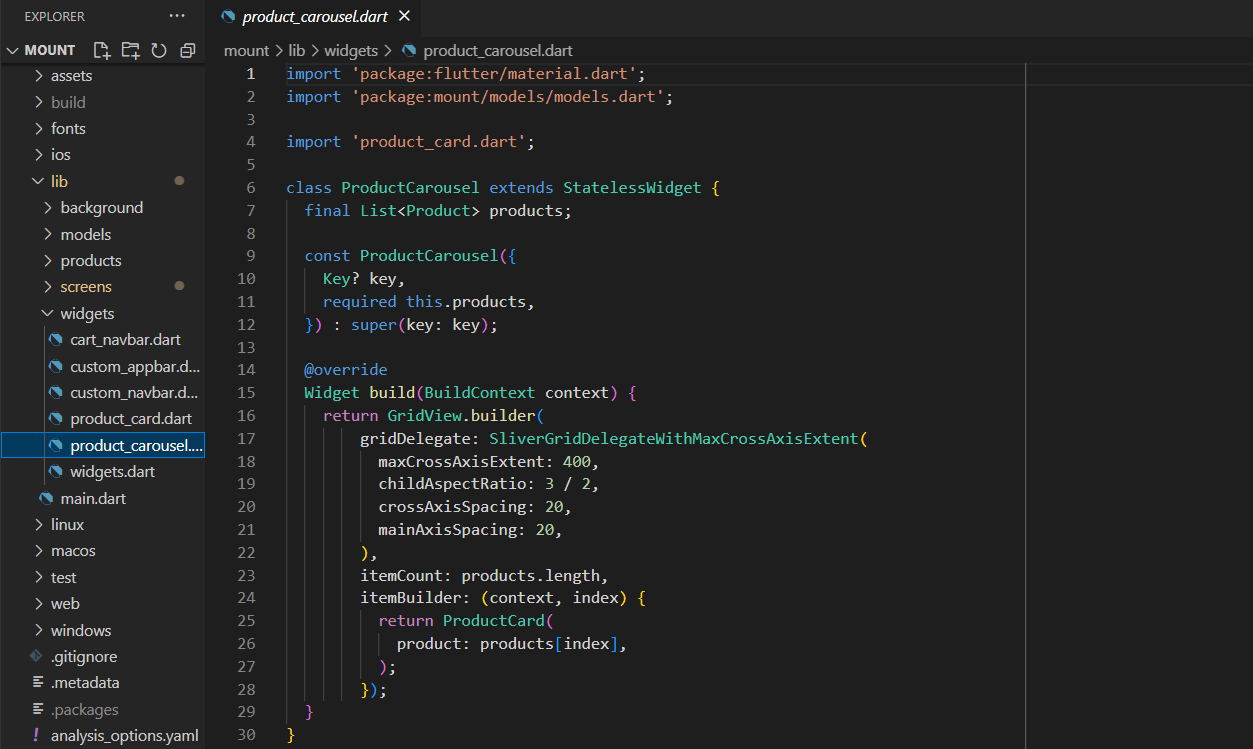 EXPLORER
···
MOUNT
assets
build
fonts
ios
lib
background
models
products
screens
widgets
cart_navbar.dart
custom_appbar.d...
custom_navbar.d...
product_card.dart
product_carousel....
widgets.dart
main.dart
linux
macos
test
web
windows
.gitignore
.metadata
.packages
! analysis_options.yaml
product_carousel.dart
mount > lib > widgets > product_carousel.dart
1 import 'package:flutter/material.dart';
2 import 'package:mount/models/models.dart';
3
4 import 'product_card.dart';
5
6 class ProductCarousel extends StatelessWidget {
7   final List<Product> products;
8
9   const ProductCarousel({
10     Key? key,
11     required this.products,
12   }) : super(key: key);
13
14   @override
15   Widget build(BuildContext context) {
16     return GridView.builder(
17         gridDelegate: SliverGridDelegateWithMaxCrossAxisExtent(
18           maxCrossAxisExtent: 400,
19           childAspectRatio: 3 / 2,
20           crossAxisSpacing: 20,
21           mainAxisSpacing: 20,
22         ),
23         itemCount: products.length,
24         itemBuilder: (context, index) {
25           return ProductCard(
26             product: products[index],
27           );
28         });
29   }
30 }